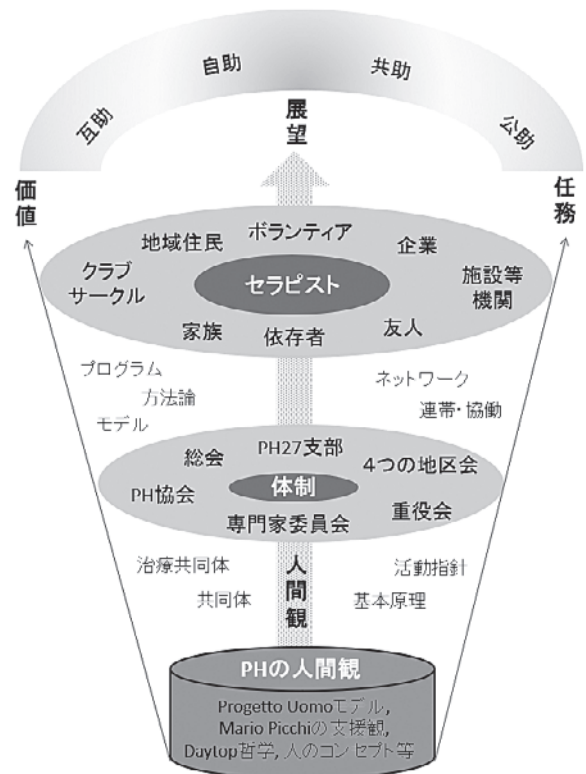 互助
自助
共助
公助
展望
価値
任務
地域住民
ボランティア
企業
クラブ
サークル
セラピスト
施設等
機関
家族
依存者
友人
プログラム
方法論
モデル
ネットワーク
連帯・協働
総会
PH27支部
4つの地区会
PH協会
体制
専門家委員会
重役会
治療共同体
共同体
人間観
活動指針
基本原理
PHの人間観
Progetto Uomoモデル,
Mario Picchiの支援観,
Daytop哲学, 人のコンセプト等